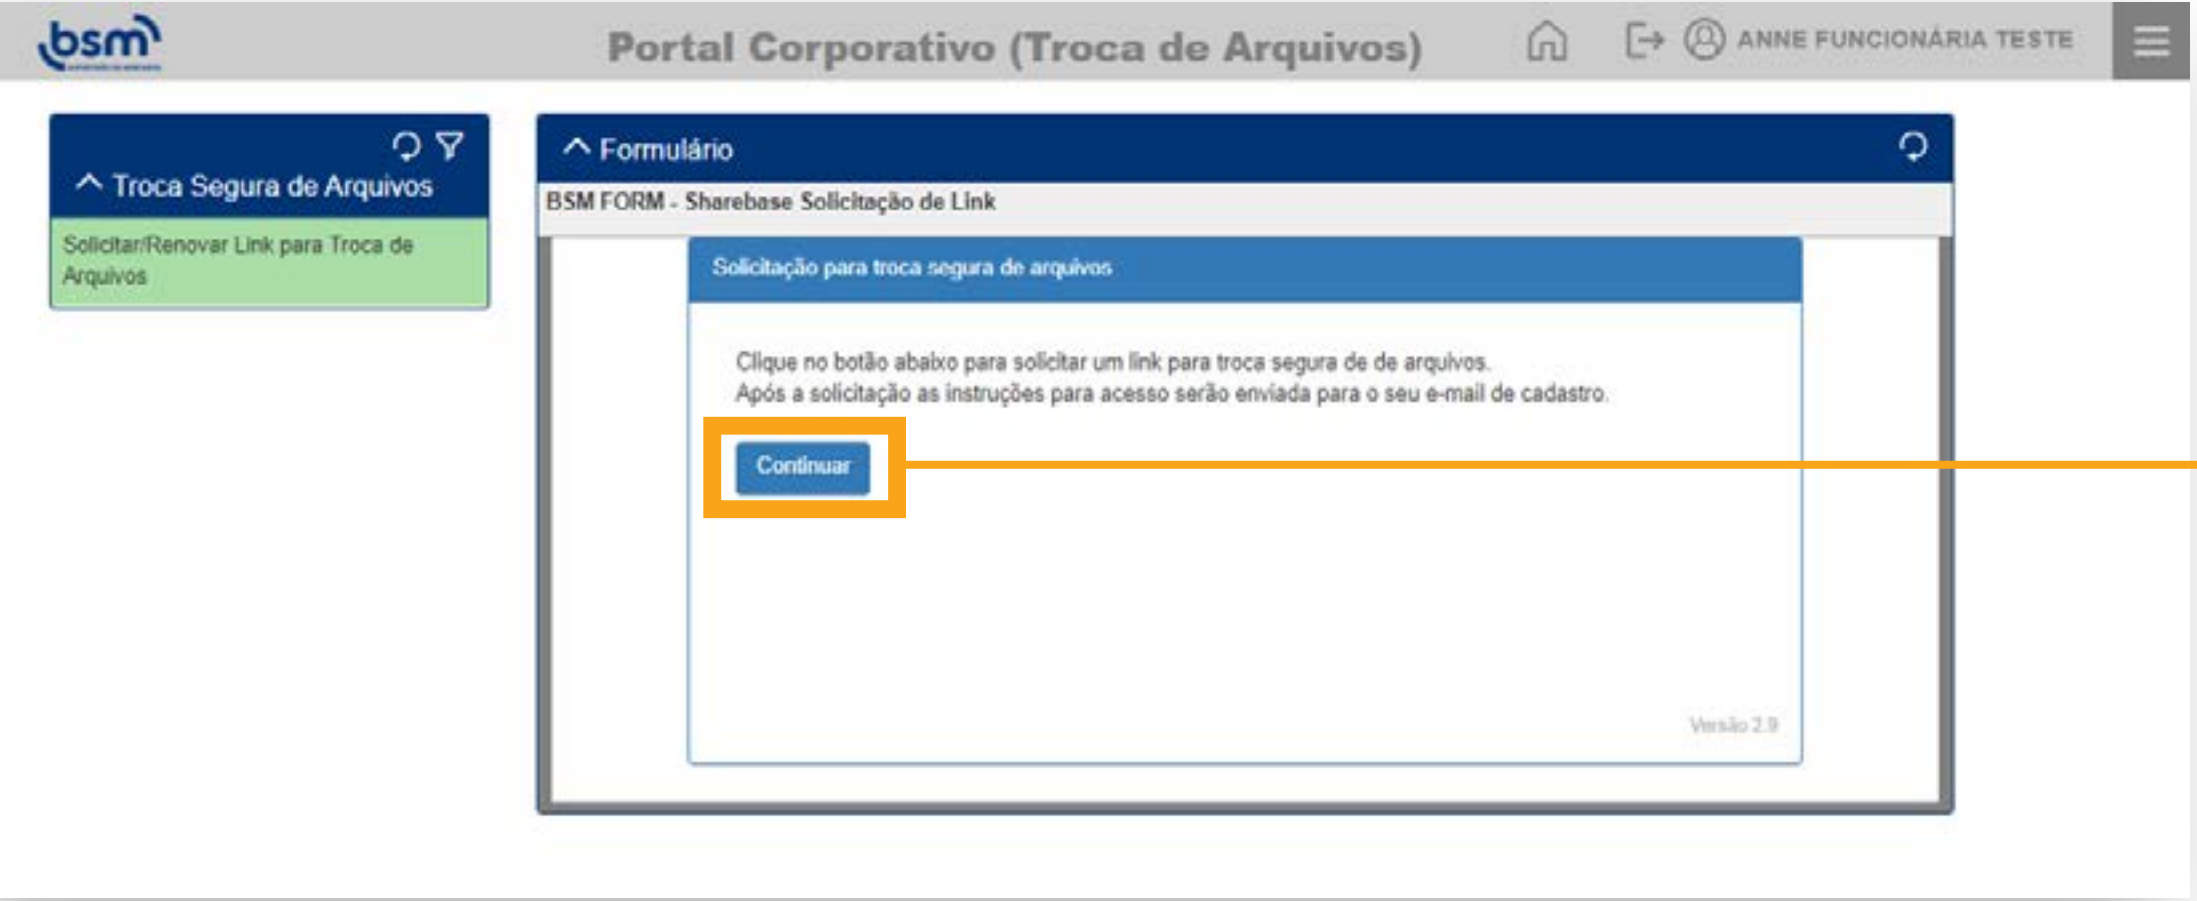 bsm
Portal Corporativo (Troca de Arquivos)
ANNE FUNCIONÁRIA TESTE
Troca Segura de Arquivos
Solicitar/Renovar Link para Troca de
Arquivos
Formulário
BSM FORM - Sharebase Solicitação de Link
Solicitação para troca segura de arquivos
Clique no botão abaixo para solicitar um link para troca segura de de arquivos.
Após a solicitação as instruções para acesso serão enviada para o seu e-mail de cadastro.
Continuar
Versão 2.9